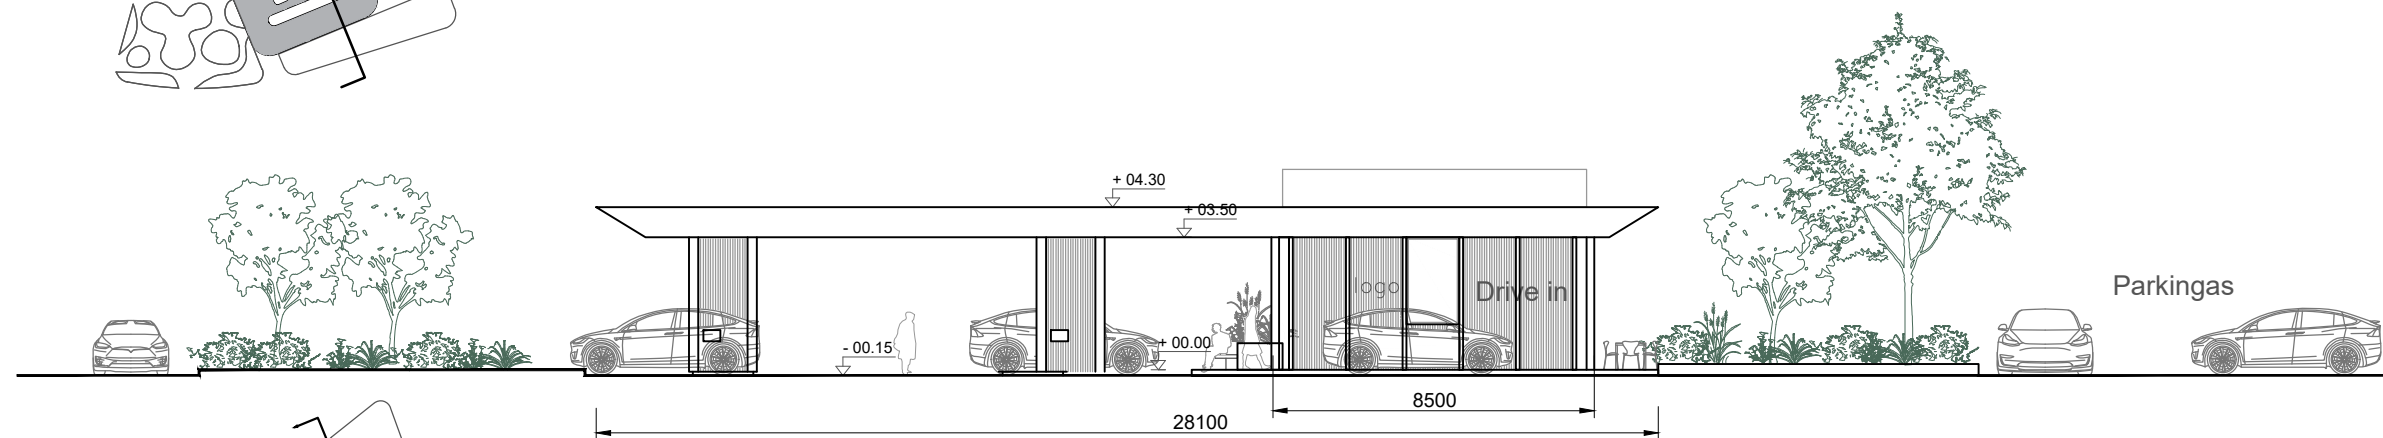 + 04.30
+ 03.50
logo
Drive in
Parkingas
- 00.15
+ 00.00
8500
28100